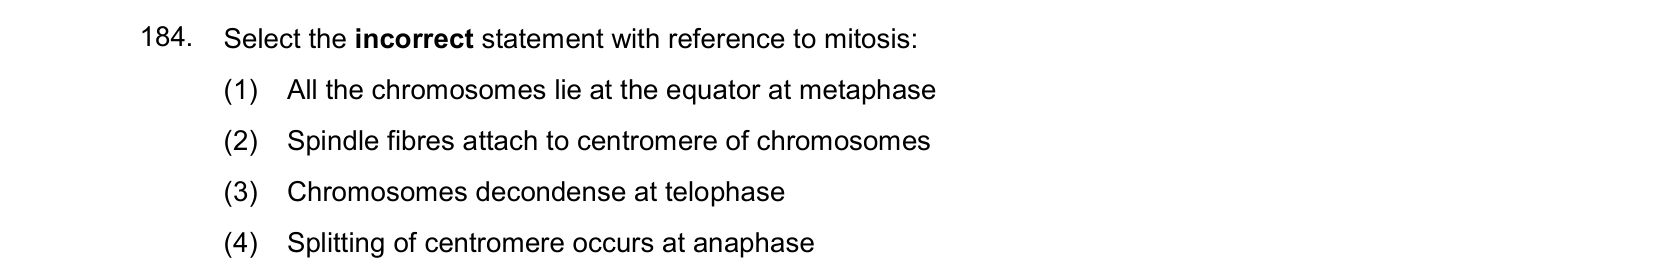 184. Select the incorrect statement with reference to mitosis:
(1) All the chromosomes lie at the equator at metaphase
(2) Spindle fibres attach to centromere of chromosomes
(3) Chromosomes decondense at telophase
(4) Splitting of centromere occurs at anaphase